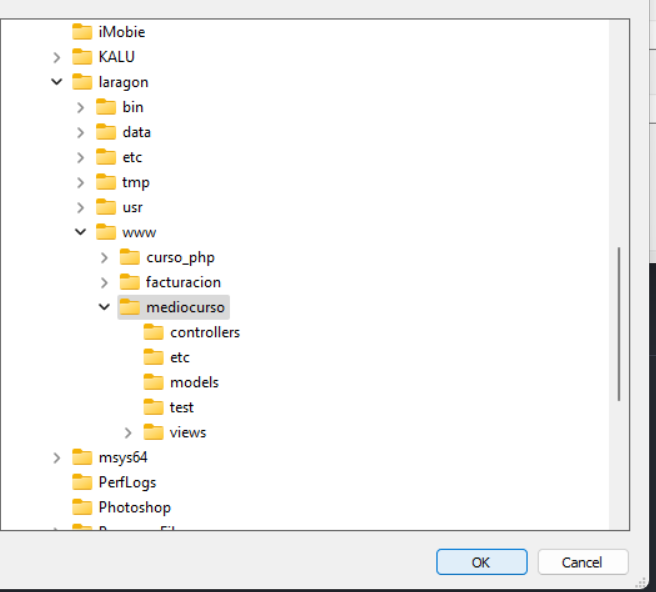 iMobie
KALU
laragon
bin
data
etc
tmp
usr
www
curso_php
facturacion
mediocurso
controllers
etc
models
test
views
msys64
PerfLogs
Photoshop
OK Cancel